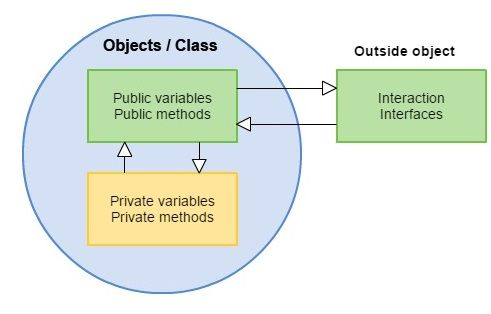 Objects / Class
Outside object
Public variables
Public methods
Interaction
Interfaces
Private variables
Private methods